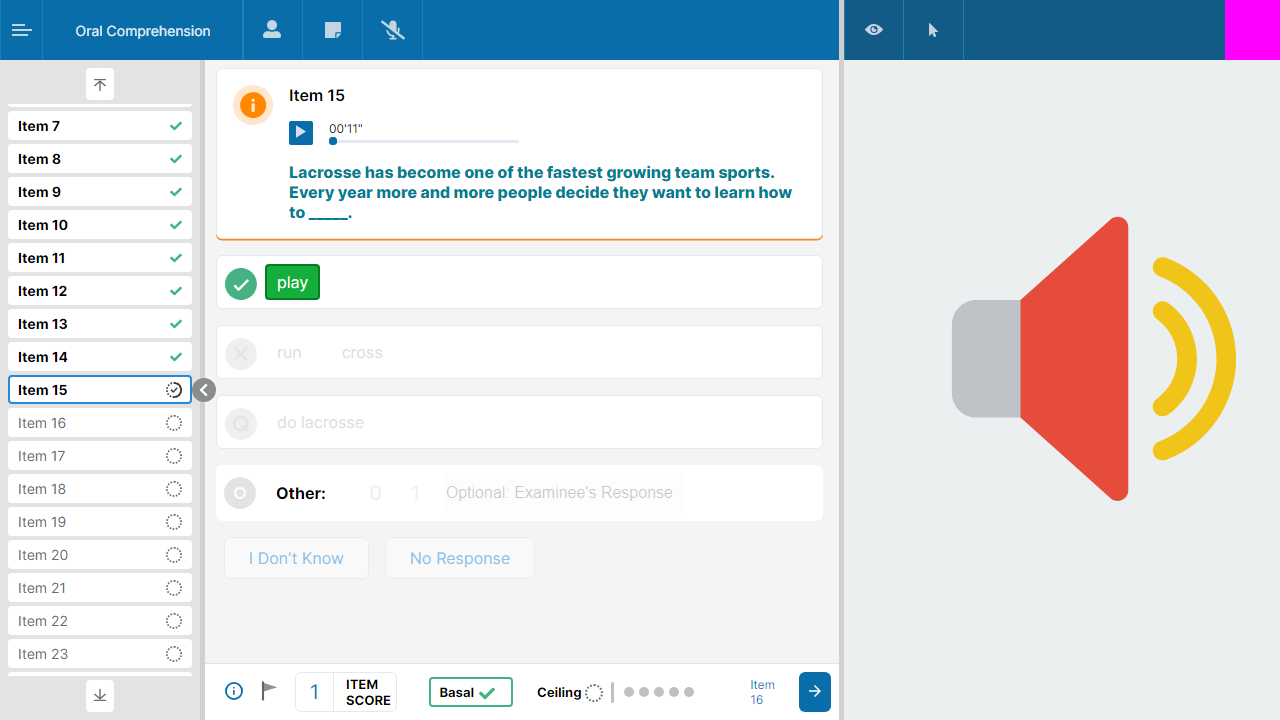 Oral Comprehension
Item 7
Item 8
Item 9
Item 10
Item 11
Item 12
Item 13
Item 14
Item 15
Item 16
Item 17
Item 18
Item 19
Item 20
Item 21
Item 22
Item 23
Item 15
00'11"
Lacrosse has become one of the fastest growing team sports.
Every year more and more people decide they want to learn how
to _____.
play
run cross
do lacrosse
Other: 0 1 Optional: Examinee's Response
I Don't Know No Response
1 ITEM
SCORE
Basal
Ceiling
Item
16